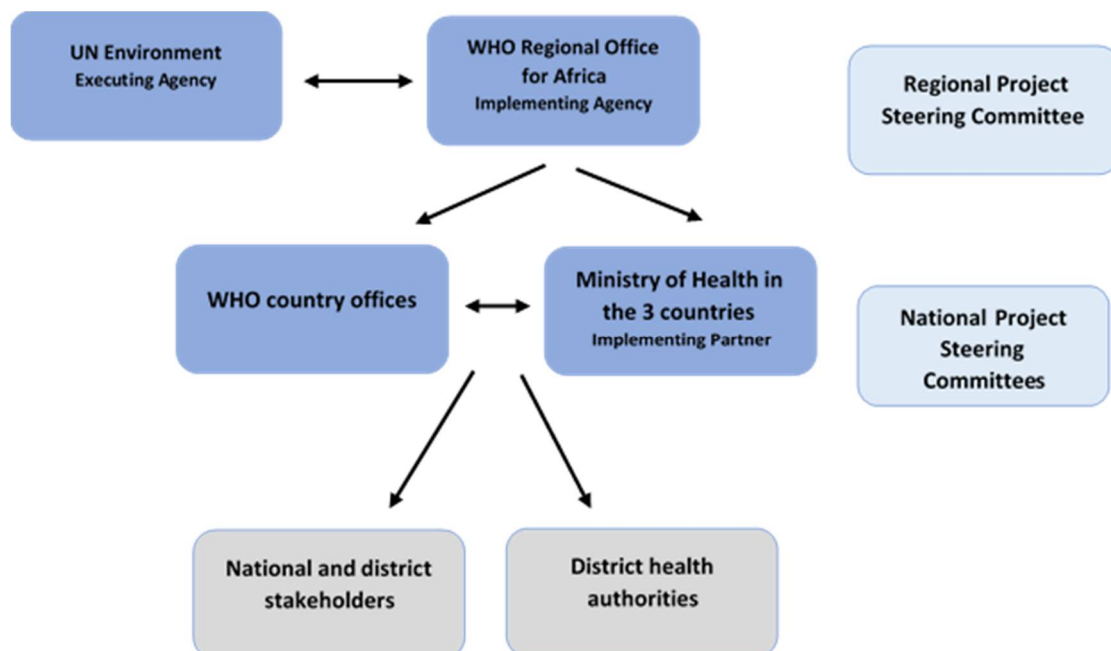 UN Environment
Executing Agency
WHO Regional Office
for Africa
Implementing Agency
Regional Project
Steering Committee
WHO country offices
Ministry of Health in
the 3 countries
Implementing Partner
National Project
Steering
Committees
National and district
stakeholders
District health
authorities